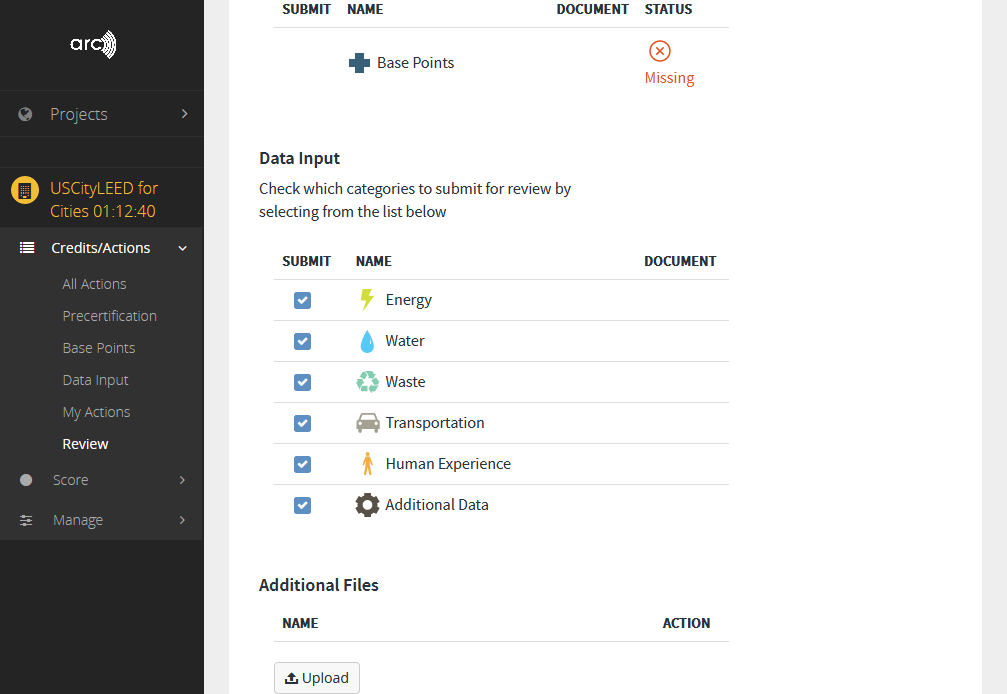 arc
Projects
USCityLEED for
Cities 01:12:40
Credits/Actions
All Actions
Precertification
Base Points
Data Input
My Actions
Review
Score
Manage
SUBMIT NAME DOCUMENT STATUS
Base Points
Missing
Data Input
Check which categories to submit for review by
selecting from the list below
SUBMIT NAME DOCUMENT
Energy
Water
Waste
Transportation
Human Experience
Additional Data
Additional Files
NAME ACTION
Upload